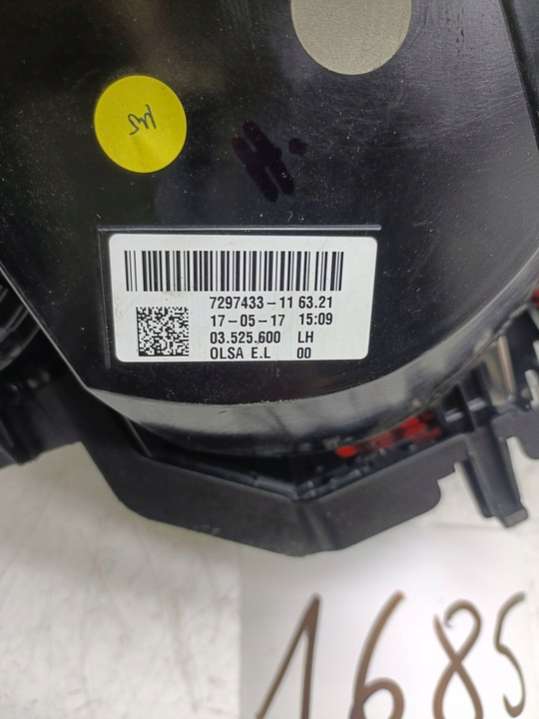 7297433-11 63.21
17-05-17 15:09
03.525.600 LH
OLSA E.L 00
1685